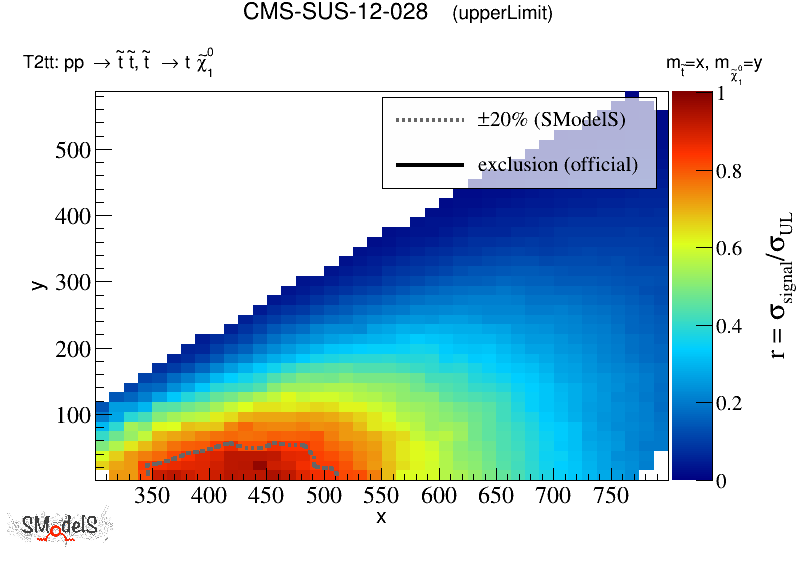 CMS-SUS-12-028 (upperLimit)
T2tt: pp → t̃ t̃, t̃ → t χ̃₁⁰
m_t̃=x, m_χ̃₁⁰=y
±20% (SModelS)
exclusion (official)
500
400
300
200
100
y
350 400 450 500 550 600 650 700 750
x
1
0.8
0.6
0.4
0.2
0
r = σ_signal/σ_UL
SModelS